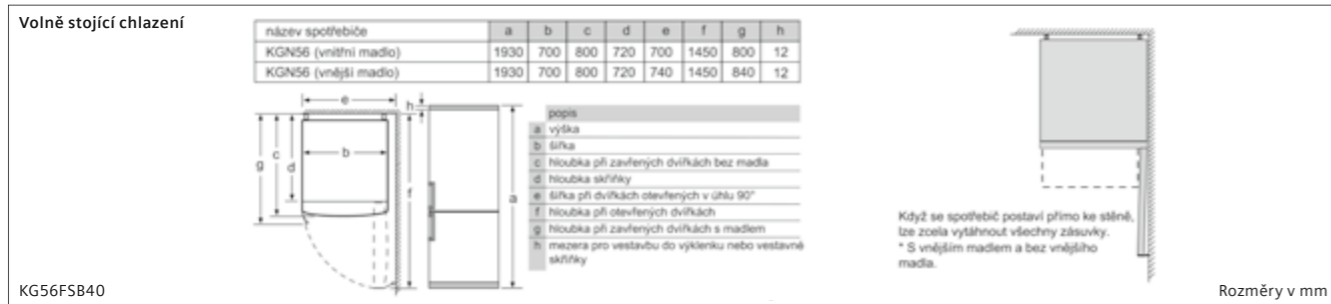 Volně stojící chlazení
název spotřebiče a b c d e f g h
KGN56 (vnitřní madlo) 1930 700 800 720 700 1450 800 12
KGN56 (vnější madlo) 1930 700 800 720 740 1450 840 12
e
h
g
c
d
b
f
a
popis
a výška
b šířka
c hloubka při zavřených dvířkách bez madla
d hloubka skříňky
e šířka při dvířkách otevřených v úhlu 90°
f hloubka při otevřených dvířkách
g hloubka při zavřených dvířkách s madlem
h mezera pro vestavbu do výklenku nebo vestavné
skříňky
Když se spotřebič postaví přímo ke stěně,
lze zcela vytáhnout všechny zásuvky.
* S vnějším madlem a bez vnějšího
madla.
KG56FSB40
Rozměry v mm